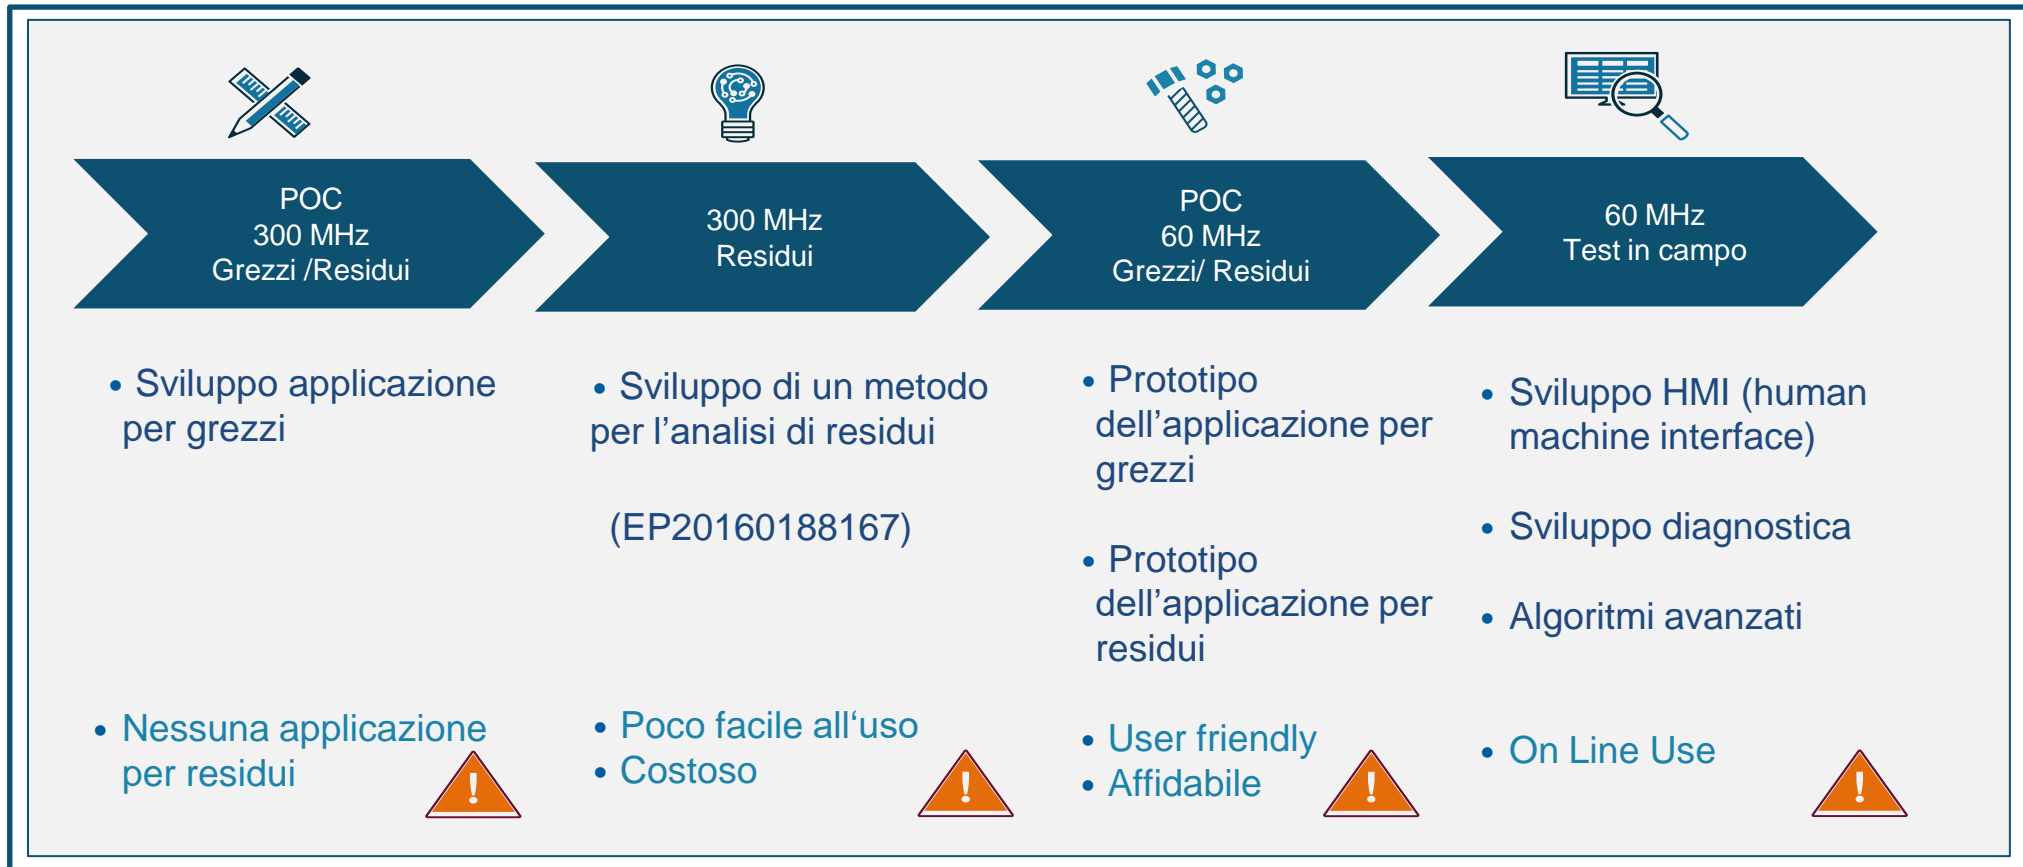 POC
300 MHz
Grezzi /Residui
300 MHz
Residui
POC
60 MHz
Grezzi/ Residui
60 MHz
Test in campo
• Sviluppo applicazione
per grezzi
• Nessuna applicazione
per residui
!
• Sviluppo di un metodo
per l’analisi di residui
(EP20160188167)
• Poco facile all‘uso
• Costoso
!
• Prototipo
dell’applicazione per
grezzi
• Prototipo
dell’applicazione per
residui
• User friendly
• Affidabile
!
• Sviluppo HMI (human
machine interface)
• Sviluppo diagnostica
• Algoritmi avanzati
• On Line Use
!